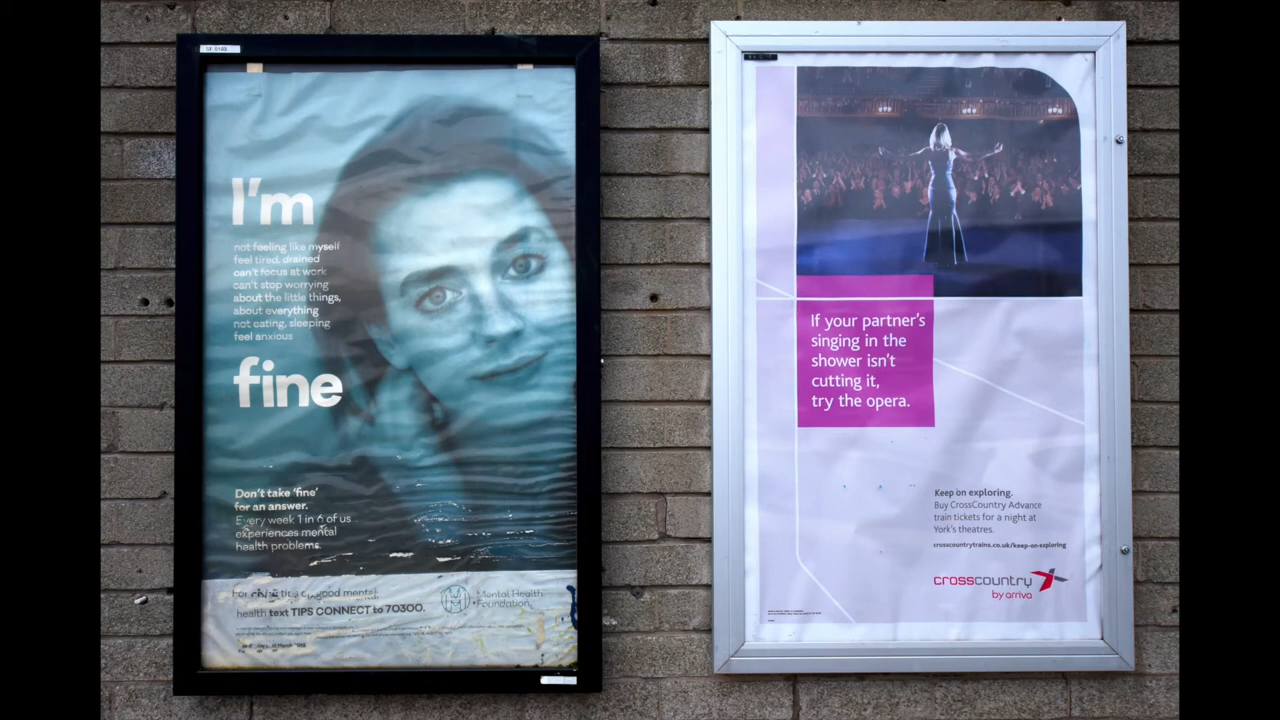 I'm
not feeling like myself
feel tired, drained
can't focus at work
can't stop worrying
about the little things,
about everything
not eating, sleeping
feel anxious
fine
Don't take 'fine'
for an answer.
Every week 1 in 6 of us
experiences mental
health problems.
For good mental
health text TIPS CONNECT to 70300.
Mental Health
Foundation
If your partner's
singing in the
shower isn't
cutting it,
try the opera.
Keep on exploring.
Buy CrossCountry Advance
train tickets for a night at
York's theatres.
crosscountrytrains.co.uk/keep-on-exploring
crosscountry
by arriva